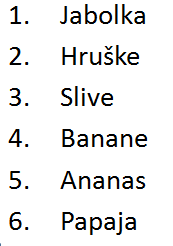 1. Jabolka
2. Hruške
3. Slive
4. Banane
5. Ananas
6. Papaja